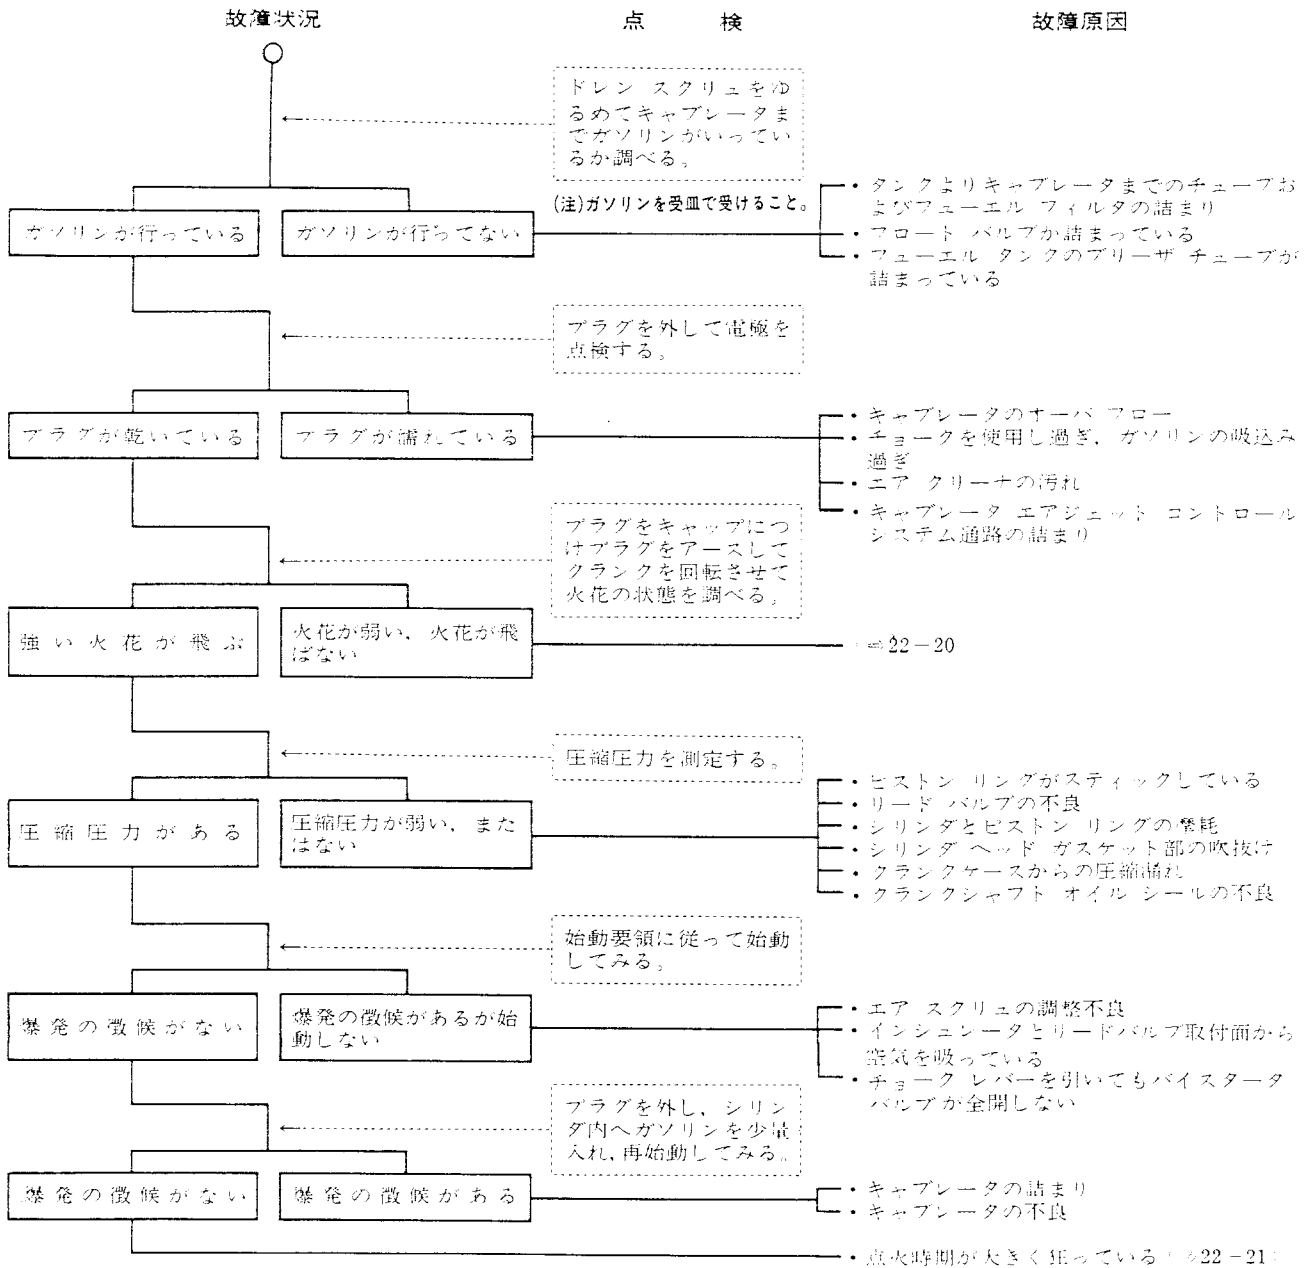 故障状況
点検
故障原因
ドレン スクリュをゆ
るめてキャブレータま
でガソリンがいってい
るか調べる。
(注)ガソリンを受皿で受けること。
ガソリンが行っている
ガソリンが行ってない
・タンクよりキャブレータまでのチューブお
よびフューエル フィルタの詰まり
・フロート バルブが詰まっている
・フューエル タンクのブリーザ チューブが
詰まっている
プラグを外して電極を
点検する。
プラグが乾いている
プラグが濡れている
・キャブレータのオーバ フロー
・チョークを使用し過ぎ，ガソリンの吸込み
過ぎ
・エア クリーナの汚れ
・キャブレータ エアジェット コントロール
システム通路の詰まり
プラグをキャップにつ
けプラグをアースして
クランクを回転させて
火花の状態を調べる。
強い火花が飛ぶ
火花が弱い，火花が飛
ばない
⇨22－20
圧縮圧力を測定する。
圧縮圧力がある
圧縮圧力が弱い，また
はない
・ピストン リングがスティックしている
・リード バルブの不良
・シリンダとピストン リングの摩耗
・シリンダ ヘッド ガスケット部の吹抜け
・クランクケースからの圧縮漏れ
・クランクシャフト オイル シールの不良
始動要領に従って始動
してみる。
爆発の徴候がない
爆発の徴候があるが始
動しない
・エア スクリュの調整不良
・インシュレータとリードバルブ取付面から
空気を吸っている
・チョーク レバーを引いてもバイスタータ
バルブが全開しない
プラグを外し，シリン
ダ内へガソリンを少量
入れ，再始動してみる。
爆発の徴候がない
爆発の徴候がある
・キャブレータの詰まり
・キャブレータの不良
・点火時期が大きく狂っている（⇨22－21）